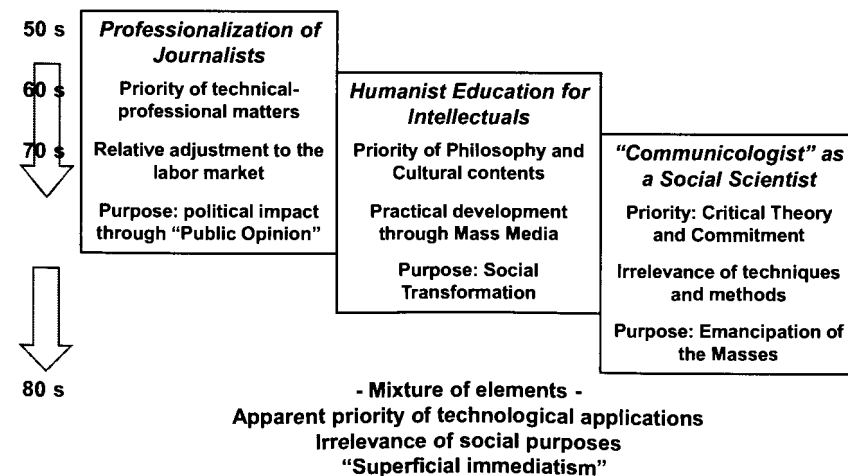 50 s
60 s
70 s
80 s
Professionalization of
Journalists
Priority of technical-
professional matters
Relative adjustment to the
labor market
Purpose: political impact
through “Public Opinion”
Humanist Education for
Intellectuals
Priority of Philosophy and
Cultural contents
Practical development
through Mass Media
Purpose: Social
Transformation
“Communicologist” as
a Social Scientist
Priority: Critical Theory
and Commitment
Irrelevance of techniques
and methods
Purpose: Emancipation of
the Masses
- Mixture of elements -
Apparent priority of technological applications
Irrelevance of social purposes
“Superficial immediatism”